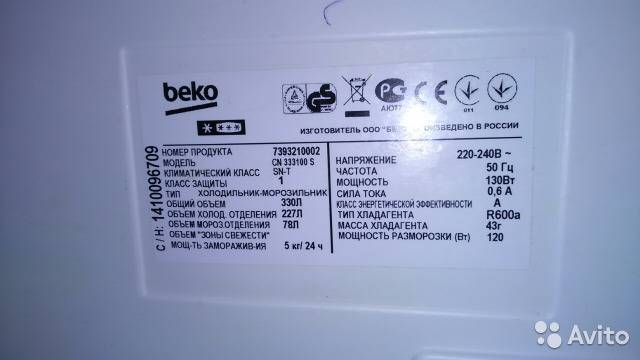 beko
АЮ77
011
094
ИЗГОТОВИТЕЛЬ ООО "БЕ ПРОИЗВЕДЕНО В РОССИИ
С / Н: 1410096709
НОМЕР ПРОДУКТА 7393210002
МОДЕЛЬ CN 333100 S
КЛИМАТИЧЕСКИЙ КЛАСС SN-T
КЛАСС ЗАЩИТЫ 1
ТИП ХОЛОДИЛЬНИК-МОРОЗИЛЬНИК
ОБЩИЙ ОБЪЕМ 330Л
ОБЪЕМ ХОЛОД. ОТДЕЛЕНИЯ 227Л
ОБЪЕМ МОРОЗ.ОТДЕЛЕНИЯ 78Л
ОБЪЕМ "ЗОНЫ СВЕЖЕСТИ"
МОЩ-ТЬ ЗАМОРАЖИВ-ИЯ 5 кг/ 24 ч
НАПРЯЖЕНИЕ 220-240В ~
ЧАСТОТА 50 Гц
МОЩНОСТЬ 130Вт
СИЛА ТОКА 0,6 А
КЛАСС ЭНЕРГЕТИЧЕСКОЙ ЭФФЕКТИВНОСТИ А
ТИП ХЛАДАГЕНТА R600a
МАССА ХЛАДАГЕНТА 43г
МОЩНОСТЬ РАЗМОРОЗКИ (Вт) 120
Avito